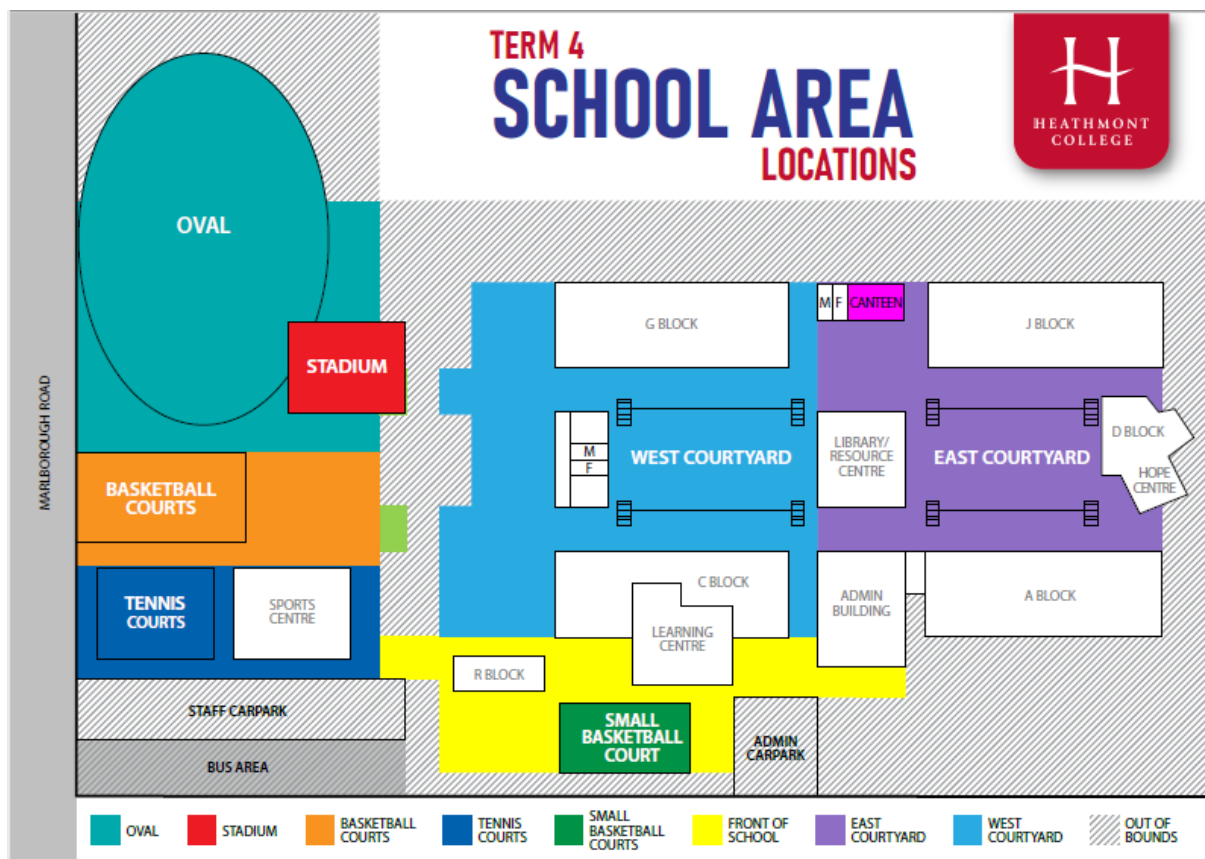 TERM 4
SCHOOL AREA
LOCATIONS
H
HEATHMONT
COLLEGE
OVAL
STADIUM
MARLBOROUGH ROAD
BASKETBALL
COURTS
TENNIS
COURTS
SPORTS
CENTRE
STAFF CARPARK
BUS AREA
G BLOCK
M F CANTEEN
J BLOCK
M
F
WEST COURTYARD
LIBRARY/
RESOURCE
CENTRE
EAST COURTYARD
D BLOCK
HOPE
CENTRE
C BLOCK
LEARNING
CENTRE
ADMIN
BUILDING
A BLOCK
R BLOCK
SMALL
BASKETBALL
COURT
ADMIN
CARPARK
OVAL
STADIUM
BASKETBALL
COURTS
TENNIS
COURTS
SMALL
BASKETBALL
COURTS
FRONT OF
SCHOOL
EAST
COURTYARD
WEST
COURTYARD
OUT OF
BOUNDS